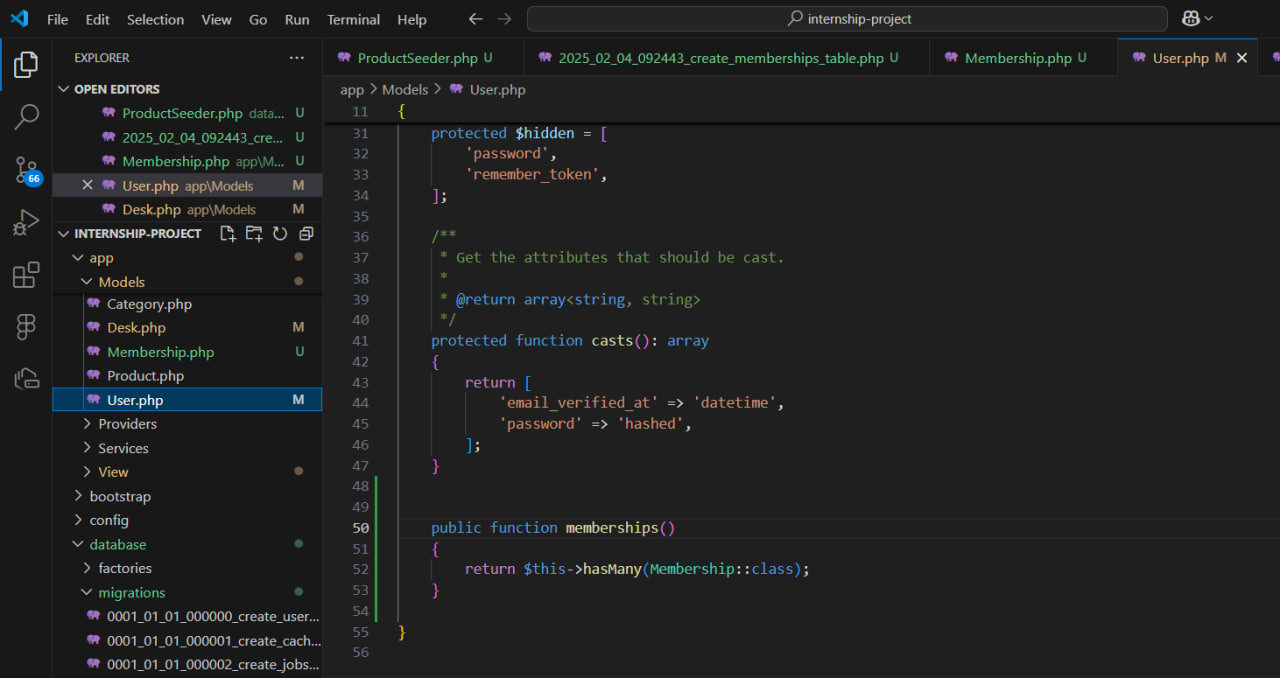 File Edit Selection View Go Run Terminal Help
internship-project
EXPLORER
OPEN EDITORS
ProductSeeder.php data... U
2025_02_04_092443_cre... U
Membership.php app\M... U
User.php app\Models M
Desk.php app\Models M
INTERNSHIP-PROJECT
app
Models
Category.php
Desk.php M
Membership.php U
Product.php
User.php M
Providers
Services
View
bootstrap
config
database
factories
migrations
0001_01_01_000000_create_user...
0001_01_01_000001_create_cach...
0001_01_01_000002_create_jobs...
66
ProductSeeder.php U 2025_02_04_092443_create_memberships_table.php U Membership.php U User.php M
app > Models > User.php
11 {
31 protected $hidden = [
32 'password',
33 'remember_token',
34 ];
35
36 /**
37 * Get the attributes that should be cast.
38 *
39 * @return array<string, string>
40 */
41 protected function casts(): array
42 {
43 return [
44 'email_verified_at' => 'datetime',
45 'password' => 'hashed',
46 ];
47 }
48
49
50 public function memberships()
51 {
52 return $this->hasMany(Membership::class);
53 }
54
55 }
56